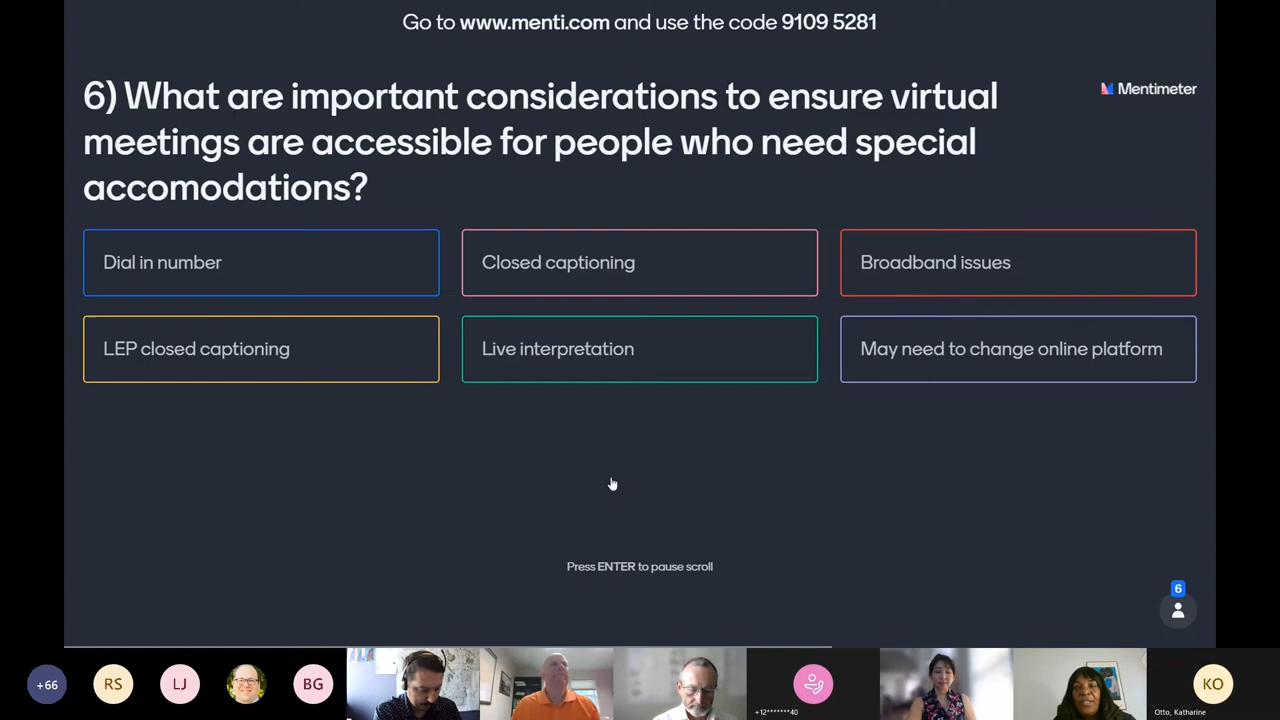 Go to www.menti.com and use the code 9109 5281
6) What are important considerations to ensure virtual
meetings are accessible for people who need special
accomodations?
Mentimeter
Dial in number
Closed captioning
Broadband issues
LEP closed captioning
Live interpretation
May need to change online platform
Press ENTER to pause scroll
6
+66
RS
LJ
BG
+12*******40
KO
Otto, Katharine